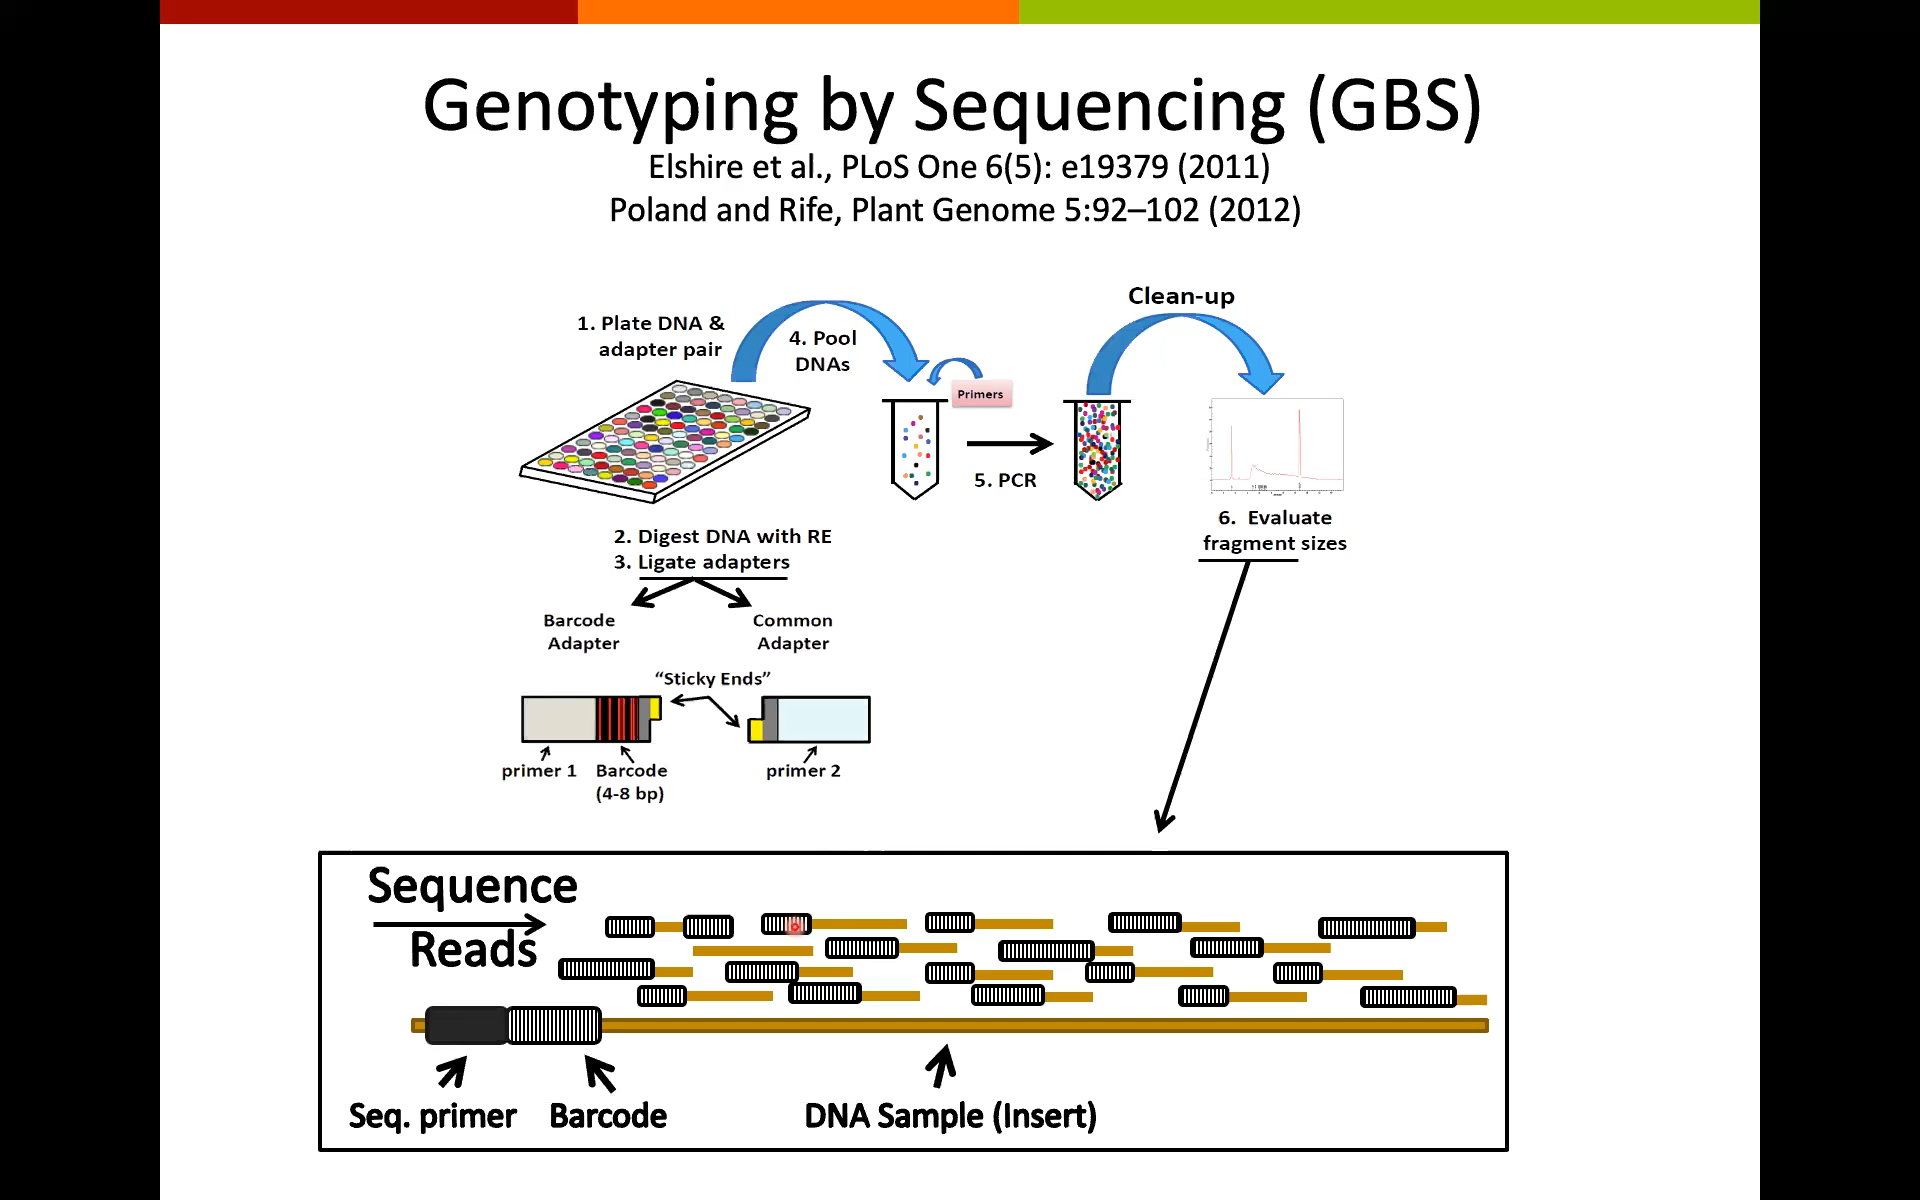 Genotyping by Sequencing (GBS)
Elshire et al., PLoS One 6(5): e19379 (2011)
Poland and Rife, Plant Genome 5:92–102 (2012)
1. Plate DNA &
adapter pair
4. Pool
DNAs
Primers
5. PCR
Clean-up
6. Evaluate
fragment sizes
2. Digest DNA with RE
3. Ligate adapters
Barcode
Adapter
Common
Adapter
“Sticky Ends”
primer 1
Barcode
(4-8 bp)
primer 2
Sequence
Reads
Seq. primer
Barcode
DNA Sample (Insert)